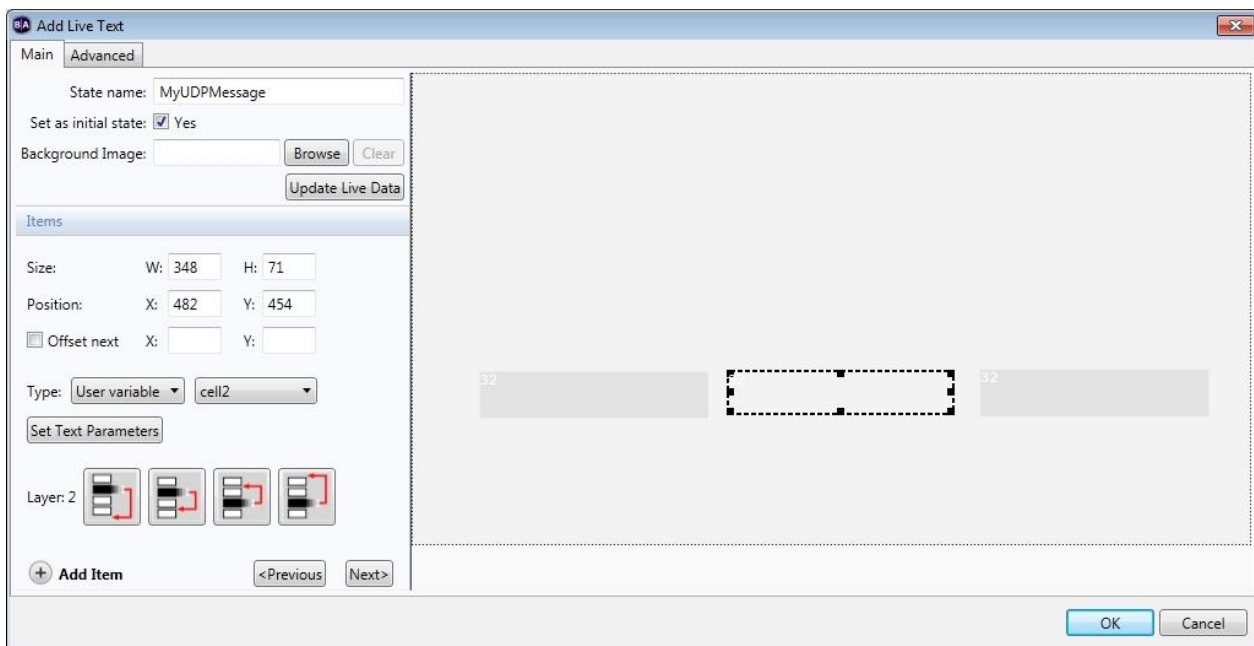 BA Add Live Text
Main Advanced
State name: MyUDPMessage
Set as initial state: Yes
Background Image: Browse Clear
Update Live Data
Items
Size: W: 348 H: 71
Position: X: 482 Y: 454
Offset next X: Y:
32 32
Type: User variable cell2
Set Text Parameters
Layer: 2
Add Item <Previous Next>
OK Cancel